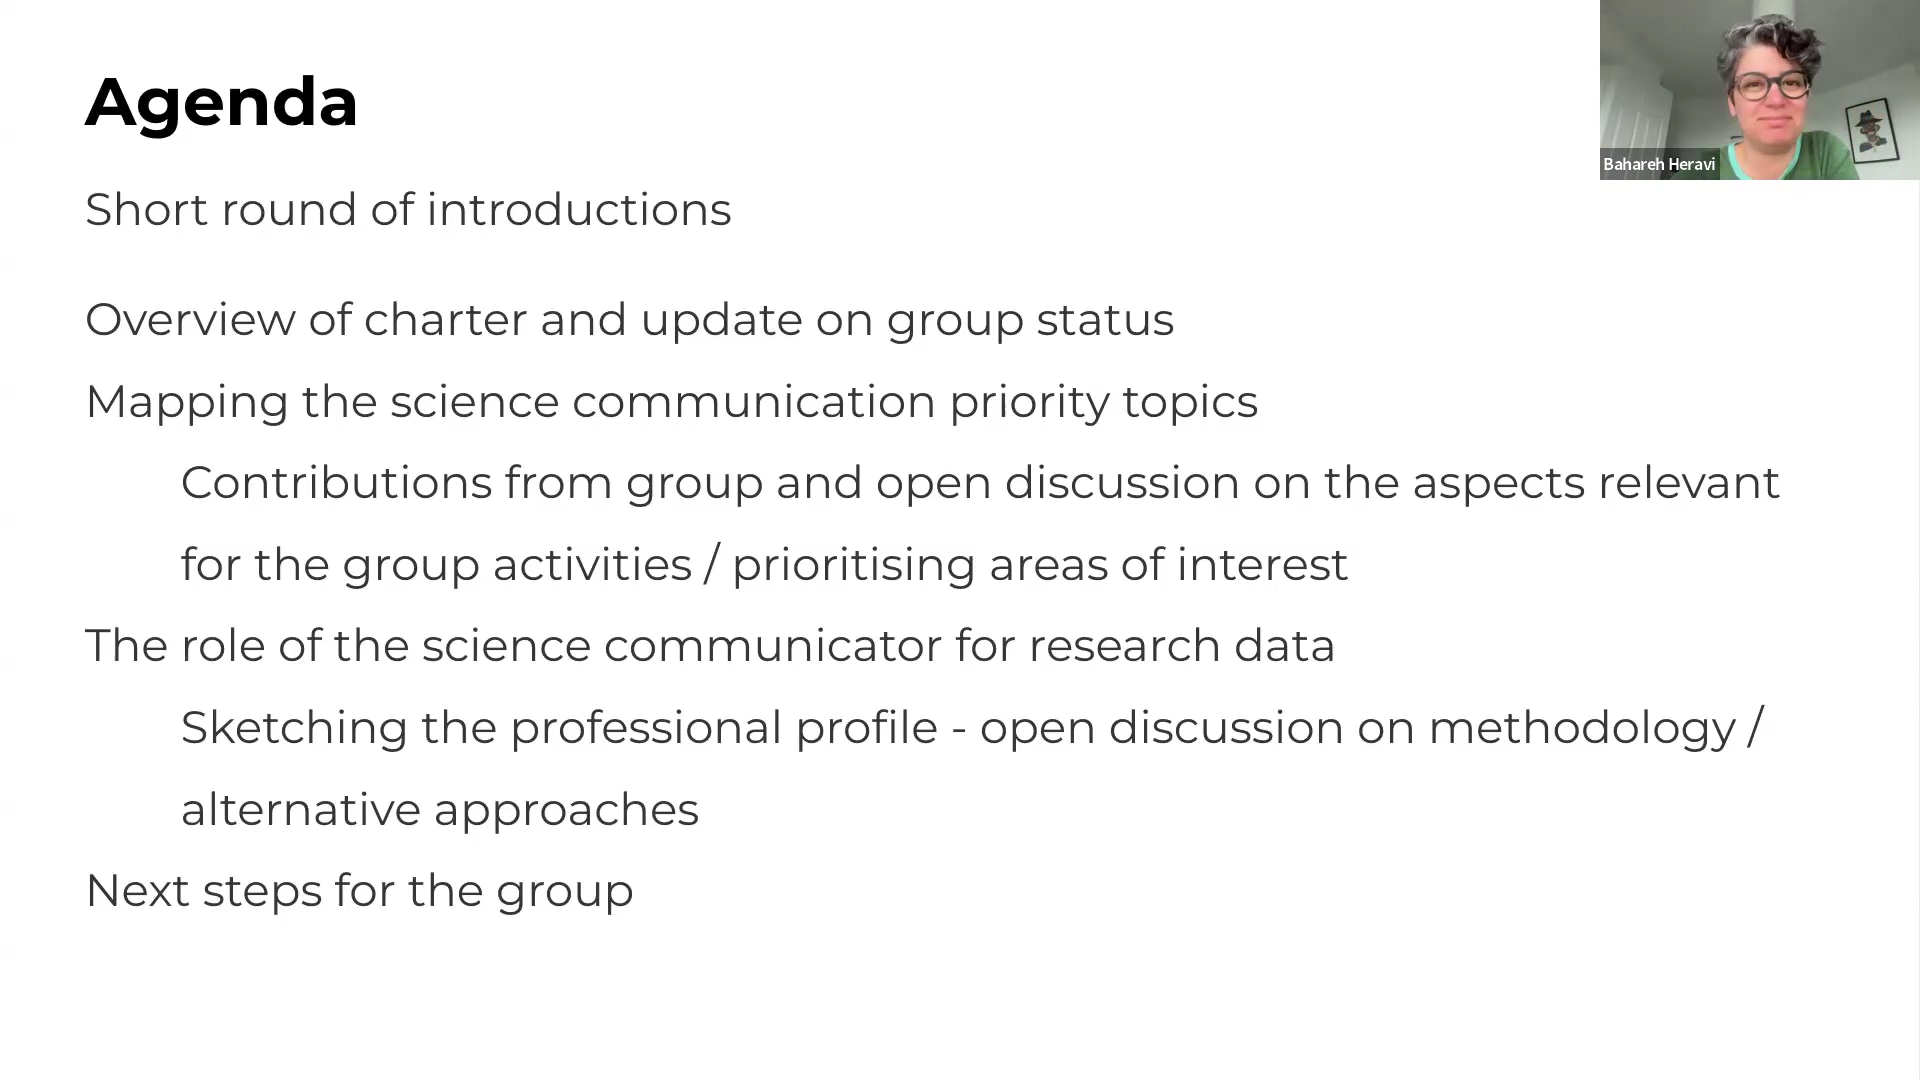 Agenda
Short round of introductions
Overview of charter and update on group status
Mapping the science communication priority topics
Contributions from group and open discussion on the aspects relevant
for the group activities / prioritising areas of interest
The role of the science communicator for research data
Sketching the professional profile - open discussion on methodology /
alternative approaches
Next steps for the group
Bahareh Heravi